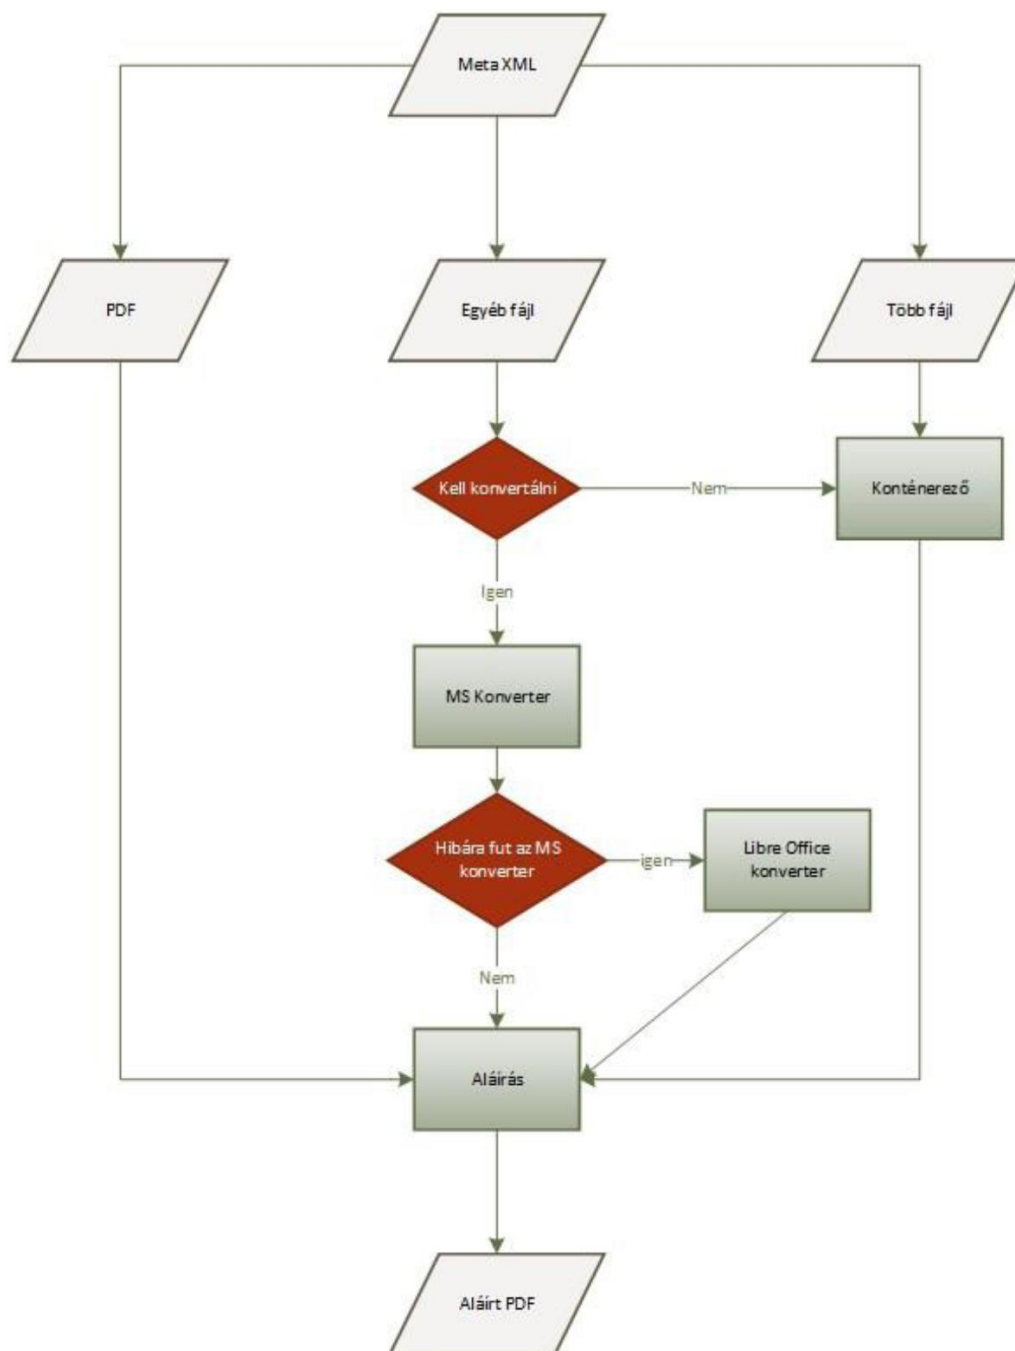 Meta XML
PDF
Egyéb fájl
Több fájl
Kell konvertálni
Nem
Konténerező
Igen
MS Konverter
Hibára fut az MS
konverter
igen
Libre Office
konverter
Nem
Aláírás
Aláírt PDF